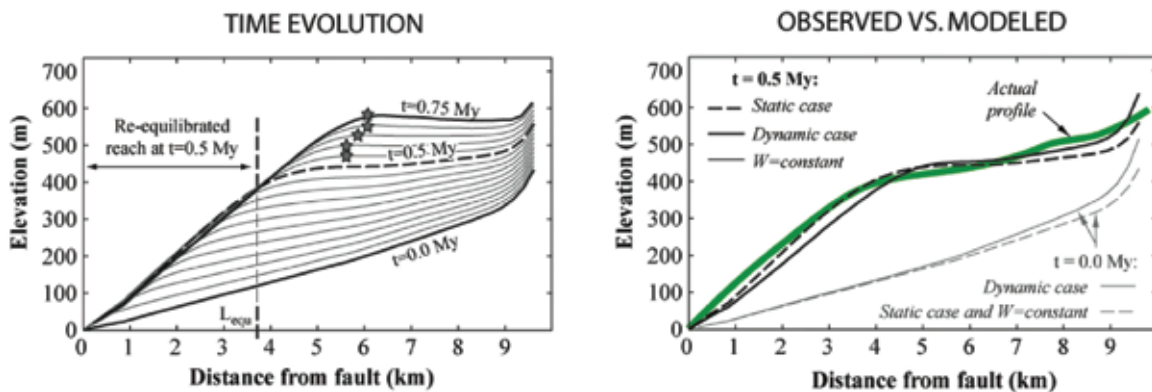 TIME EVOLUTION
700
600
500
400
300
200
100
0
Elevation (m)
Re-equilibrated
reach at t=0.5 My
t=0.75 My
t=0.5 My
t=0.0 My
Lequ
0 1 2 3 4 5 6 7 8 9
Distance from fault (km)
OBSERVED VS. MODELED
700
600
500
400
300
200
100
0
Elevation (m)
t = 0.5 My:
Static case
Dynamic case
W=constant
Actual
profile
t = 0.0 My:
Dynamic case
Static case and W=constant
0 1 2 3 4 5 6 7 8 9
Distance from fault (km)